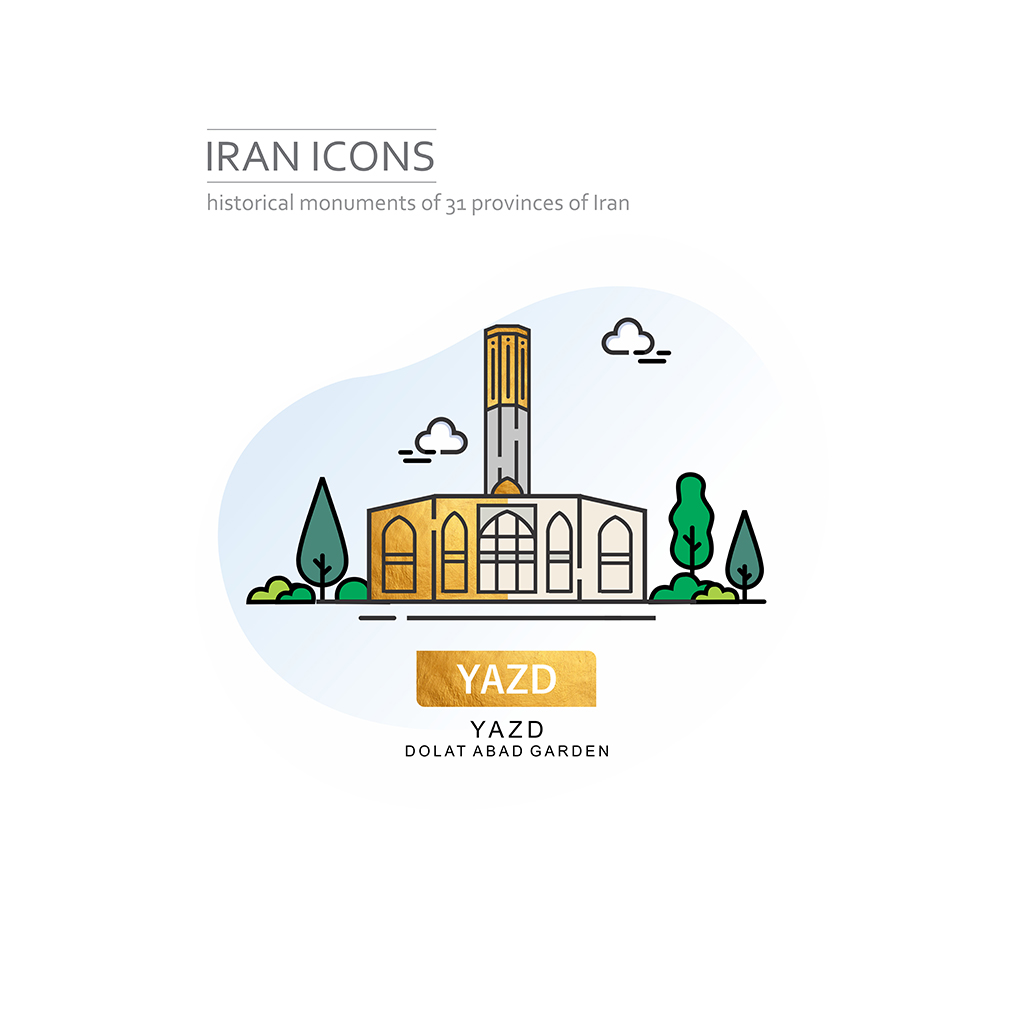 IRAN ICONS
historical monuments of 31 provinces of Iran
YAZD
YAZD
DOLAT ABAD GARDEN